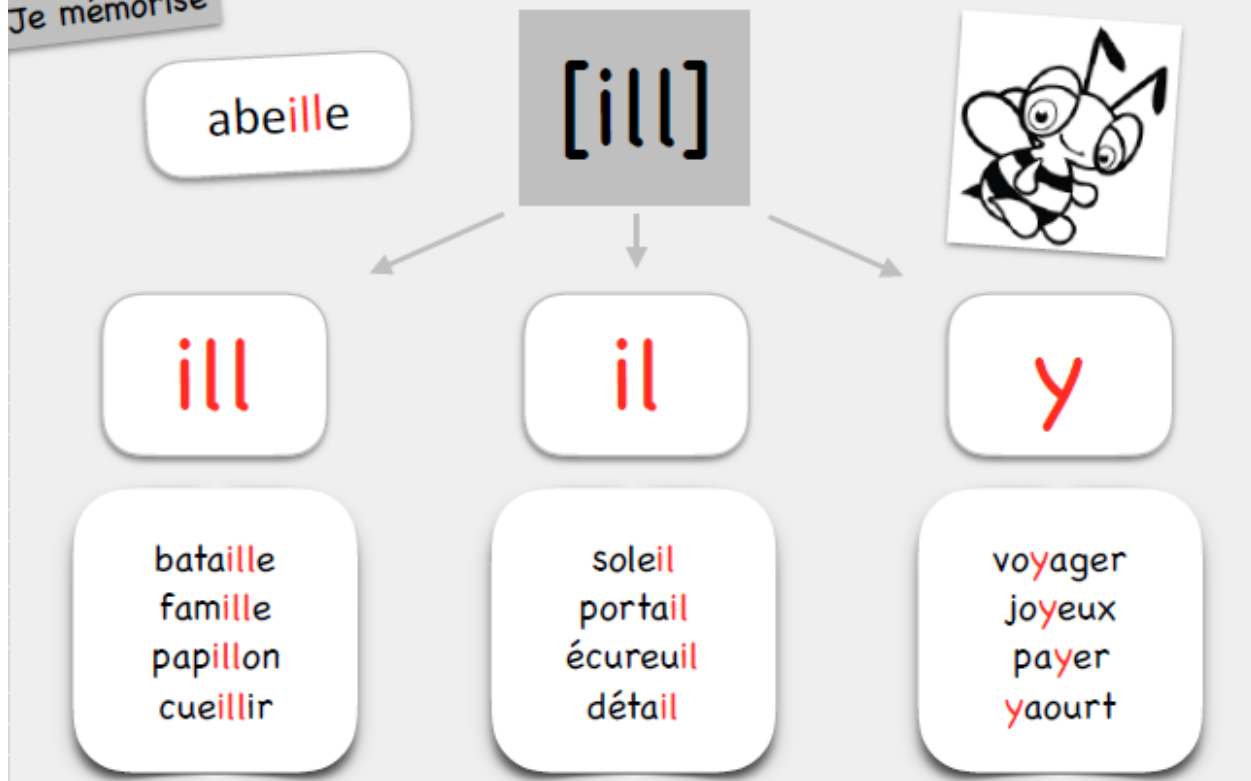 Je mémorise
abeille
[ill]
ill
il
y
bataille
famille
papillon
cueillir
soleil
portail
écureuil
détail
voyager
joyeux
payer
yaourt